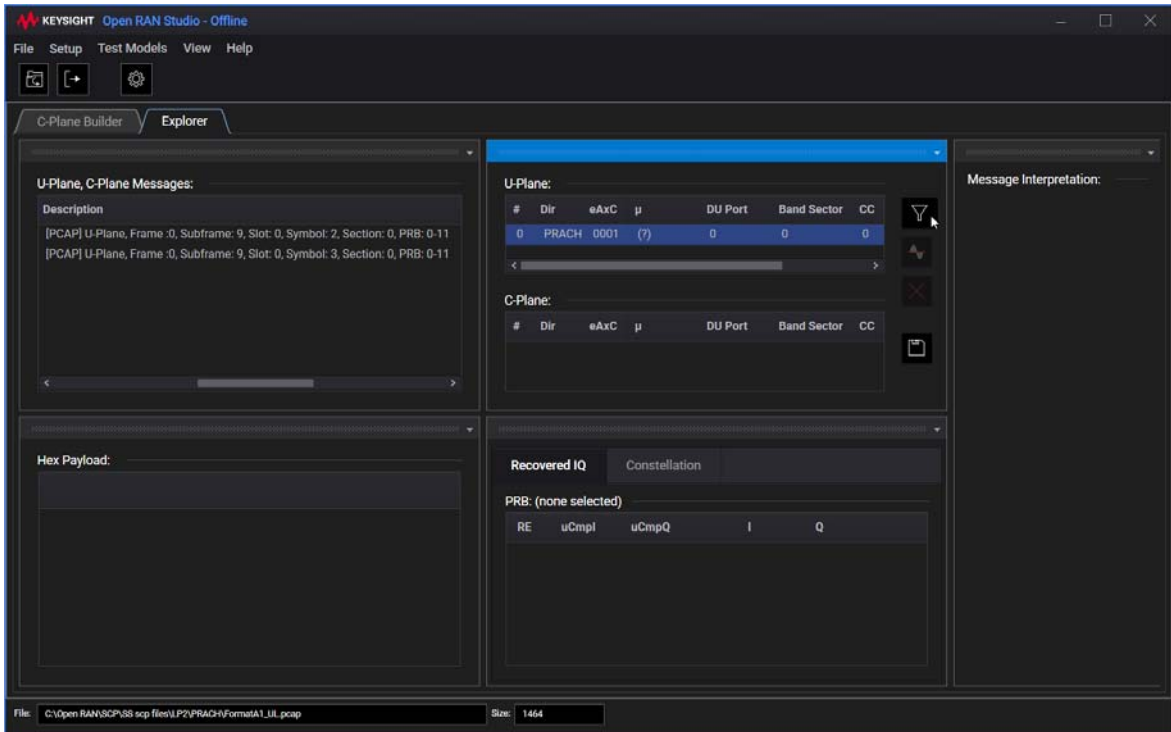 KEYSIGHT Open RAN Studio - Offline
File Setup Test Models View Help
C-Plane Builder Explorer
U-Plane, C-Plane Messages:
Description
[PCAP] U-Plane, Frame :0, Subframe: 9, Slot: 0, Symbol: 2, Section: 0, PRB: 0-11
[PCAP] U-Plane, Frame :0, Subframe: 9, Slot: 0, Symbol: 3, Section: 0, PRB: 0-11
U-Plane:
# Dir eAxC μ DU Port Band Sector CC
0 PRACH 0001 (?) 0 0 0
C-Plane:
# Dir eAxC μ DU Port Band Sector CC
Message Interpretation:
Hex Payload:
Recovered IQ Constellation
PRB: (none selected)
RE uCmpI uCmpQ I Q
File: C:\Open RAN\SCP\SS scp files\LP2\PRACH\FormatA1_UL.pcap Size: 1464